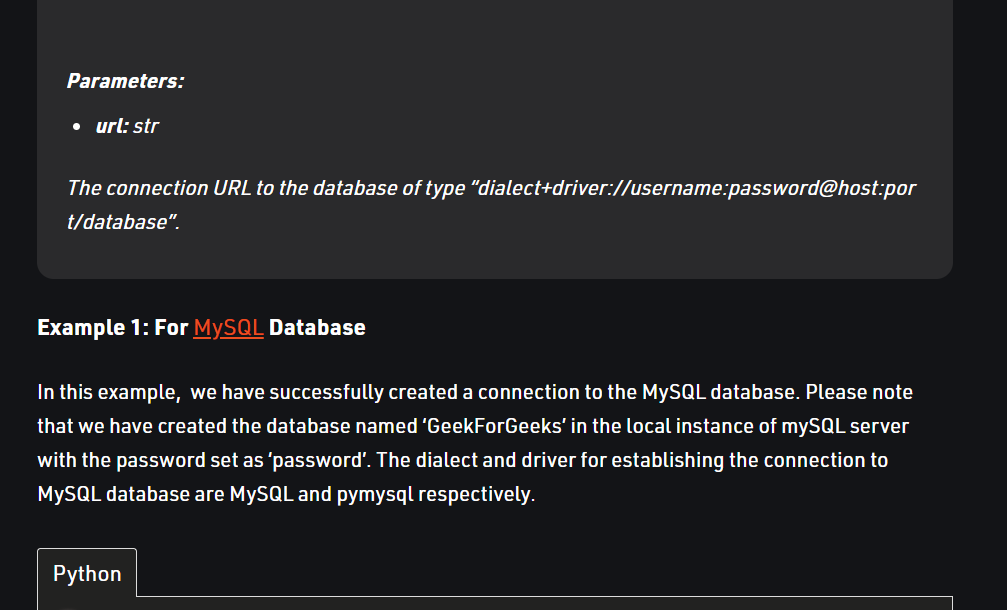 Parameters:
• url: str
The connection URL to the database of type “dialect+driver://username:password@host:por
t/database”.
Example 1: For MySQL Database
In this example,  we have successfully created a connection to the MySQL database. Please note
that we have created the database named ‘GeekForGeeks’ in the local instance of mySQL server
with the password set as ‘password’. The dialect and driver for establishing the connection to
MySQL database are MySQL and pymysql respectively.
Python